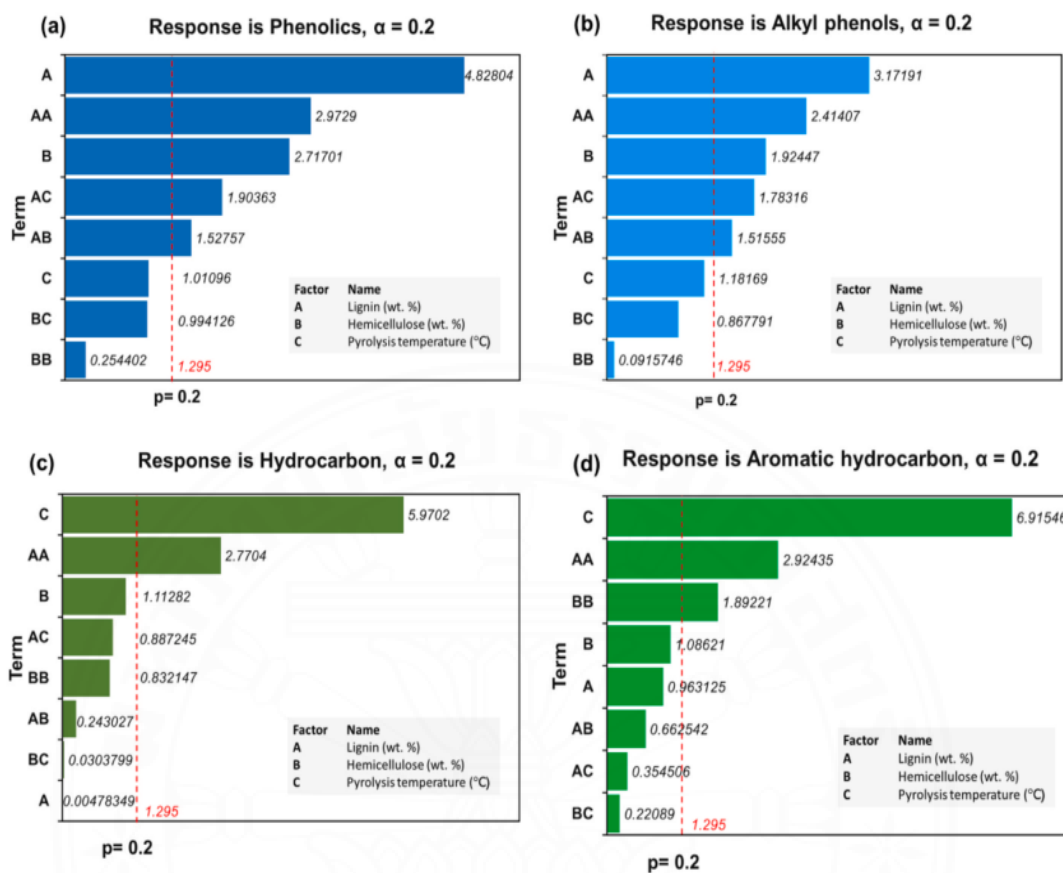 (a) Response is Phenolics, α = 0.2
Term
A 4.82804
AA 2.9729
B 2.71701
AC 1.90363
AB 1.52757
C 1.01096
BC 0.994126
BB 0.254402
1.295
p= 0.2
Factor Name
A Lignin (wt. %)
B Hemicellulose (wt. %)
C Pyrolysis temperature (°C)
(b) Response is Alkyl phenols, α = 0.2
Term
A 3.17191
AA 2.41407
B 1.92447
AC 1.78316
AB 1.51555
C 1.18169
BC 0.867791
BB 0.0915746
1.295
p= 0.2
Factor Name
A Lignin (wt. %)
B Hemicellulose (wt. %)
C Pyrolysis temperature (°C)
(c) Response is Hydrocarbon, α = 0.2
Term
C 5.9702
AA 2.7704
B 1.11282
AC 0.887245
BB 0.832147
AB 0.243027
BC 0.0303799
A 0.00478349
1.295
p= 0.2
Factor Name
A Lignin (wt. %)
B Hemicellulose (wt. %)
C Pyrolysis temperature (°C)
(d) Response is Aromatic hydrocarbon, α = 0.2
Term
C 6.91546
AA 2.92435
BB 1.89221
B 1.08621
A 0.963125
AB 0.662542
AC 0.354506
BC 0.22089
1.295
p= 0.2
Factor Name
A Lignin (wt. %)
B Hemicellulose (wt. %)
C Pyrolysis temperature (°C)